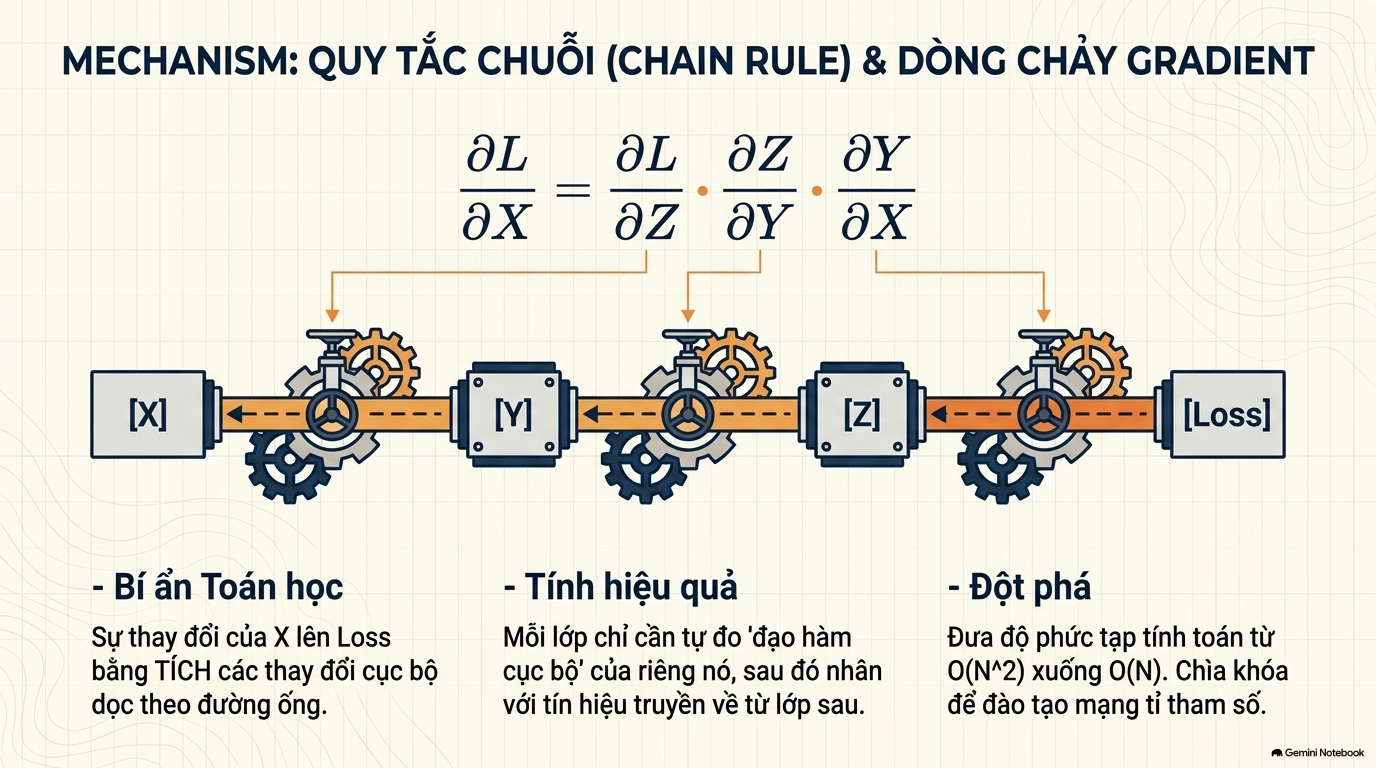 MECHANISM: QUY TẮC CHUỖI (CHAIN RULE) & DÒNG CHẢY GRADIENT
∂L/∂X = ∂L/∂Z · ∂Z/∂Y · ∂Y/∂X
[X]
[Y]
[Z]
[Loss]
- Bí ẩn Toán học
Sự thay đổi của X lên Loss
bằng TÍCH các thay đổi cục bộ
dọc theo đường ống.
- Tính hiệu quả
Mỗi lớp chỉ cần tự đo 'đạo hàm
cục bộ' của riêng nó, sau đó nhân
với tín hiệu truyền về từ lớp sau.
- Đột phá
Đưa độ phức tạp tính toán từ
O(N^2) xuống O(N). Chìa khóa
để đào tạo mạng tỉ tham số.
Gemini Notebook